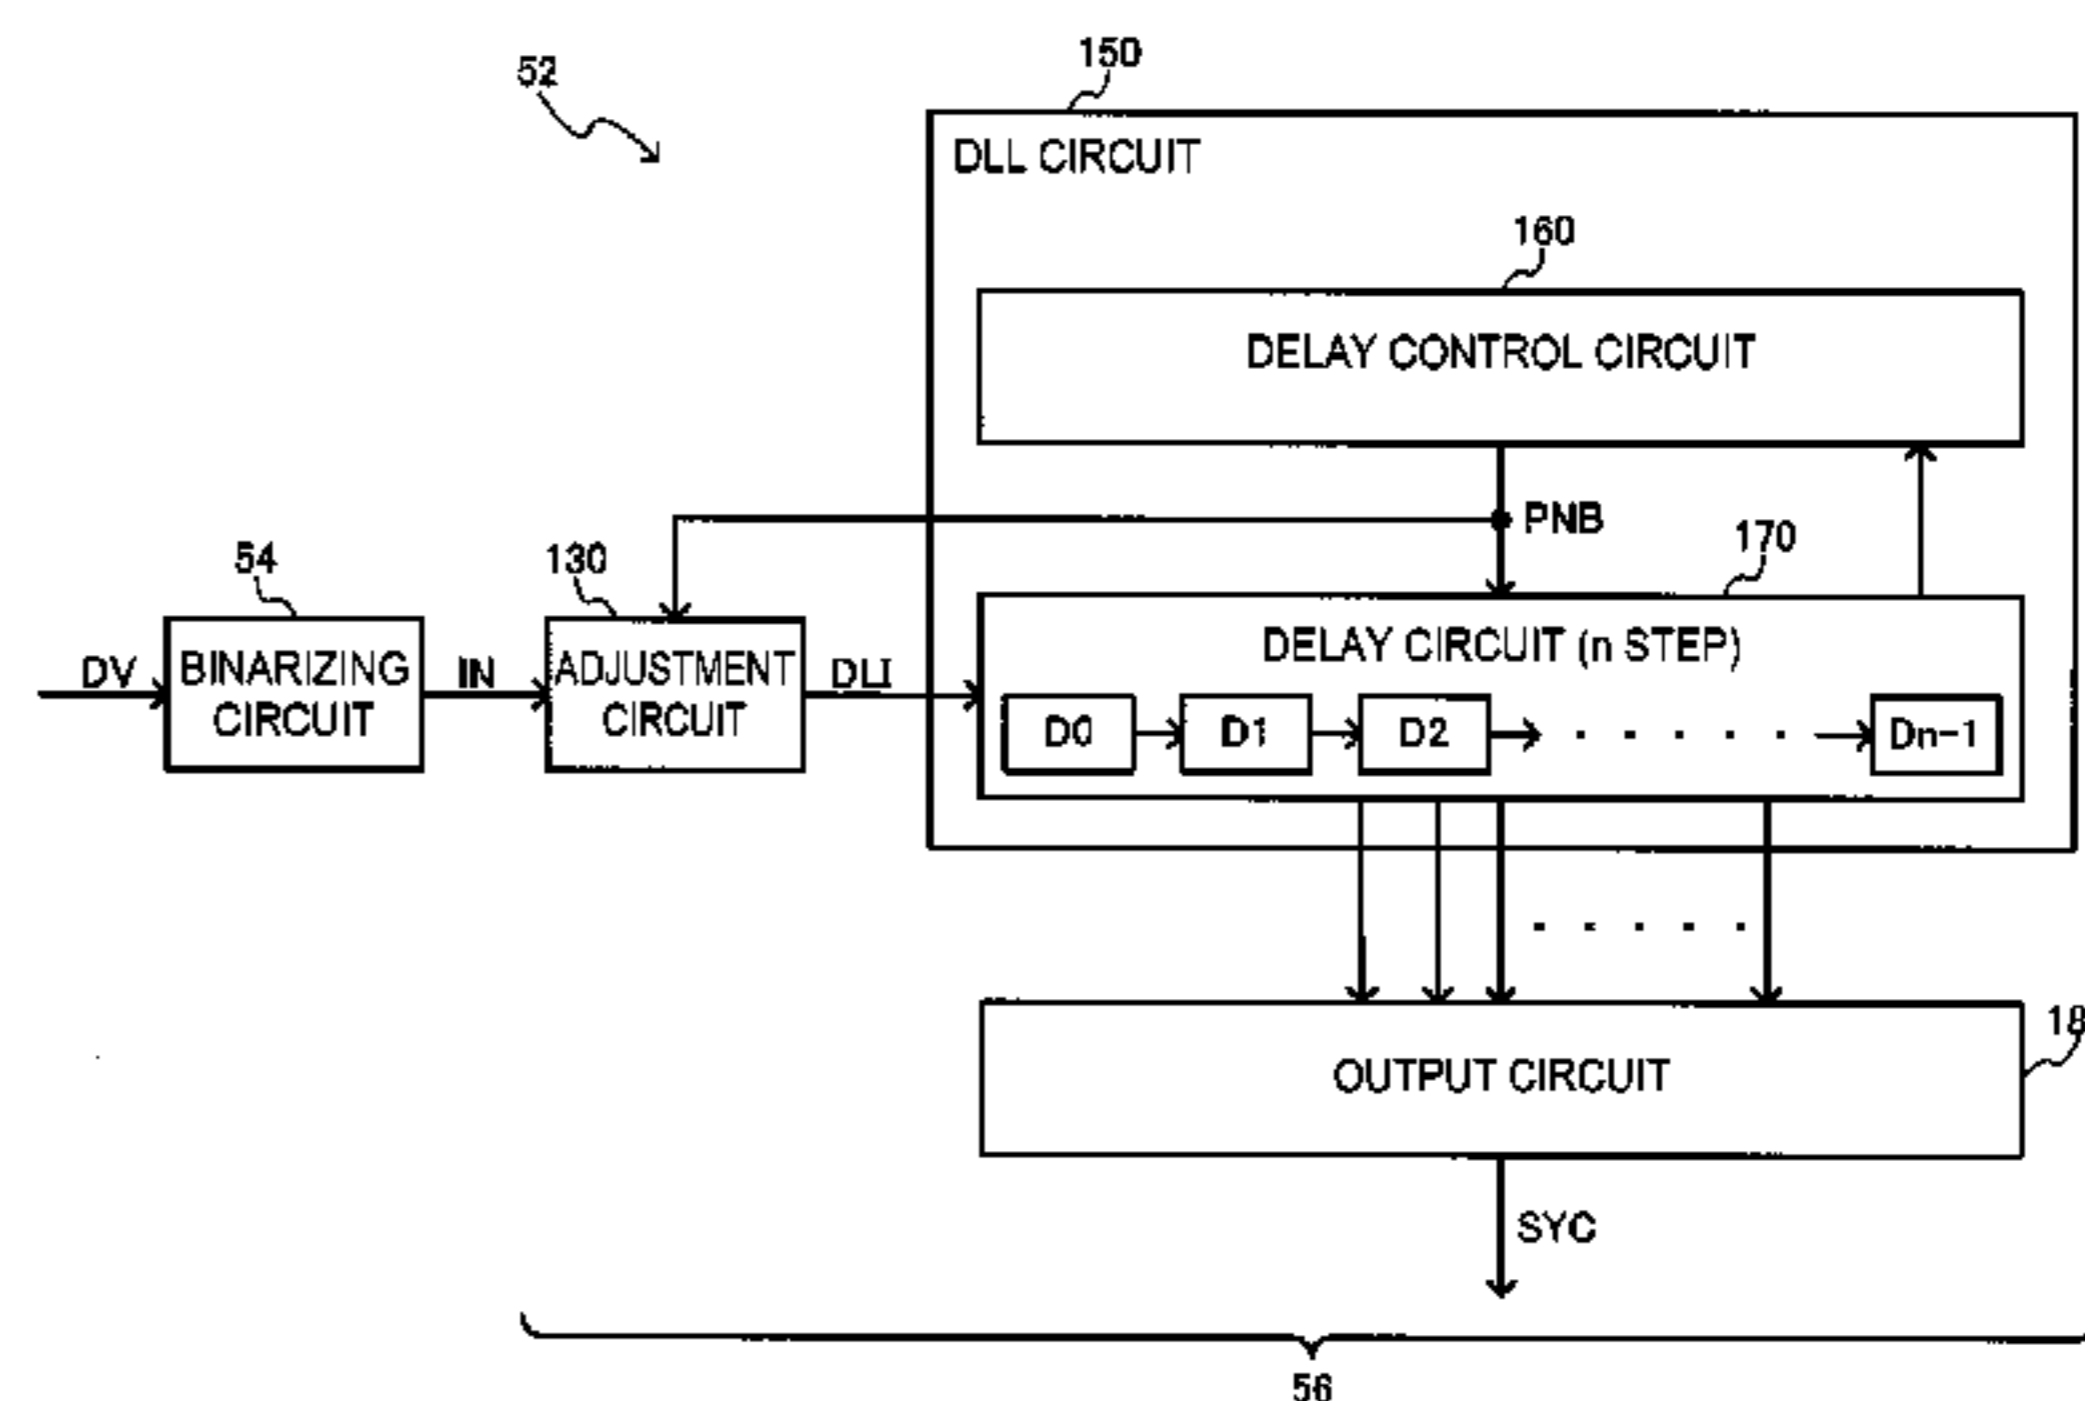 52
150
DLL CIRCUIT
160
DELAY CONTROL CIRCUIT
PNB
54
130
170
DV
BINARIZING
CIRCUIT
IN
ADJUSTMENT
CIRCUIT
DLI
DELAY CIRCUIT (n STEP)
D0
D1
D2
Dn-1
18
OUTPUT CIRCUIT
SYC
56